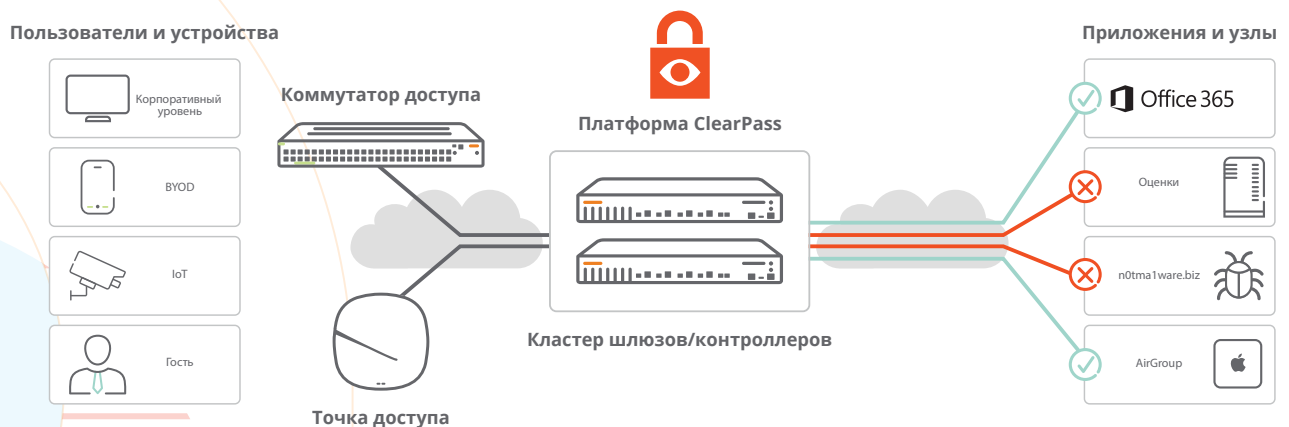 Пользователи и устройства
Корпоративный
уровень
BYOD
IoT
Гость
Коммутатор доступа
Точка доступа
Платформа ClearPass
Кластер шлюзов/контроллеров
Приложения и узлы
Office 365
Оценки
n0tma1ware.biz
AirGroup